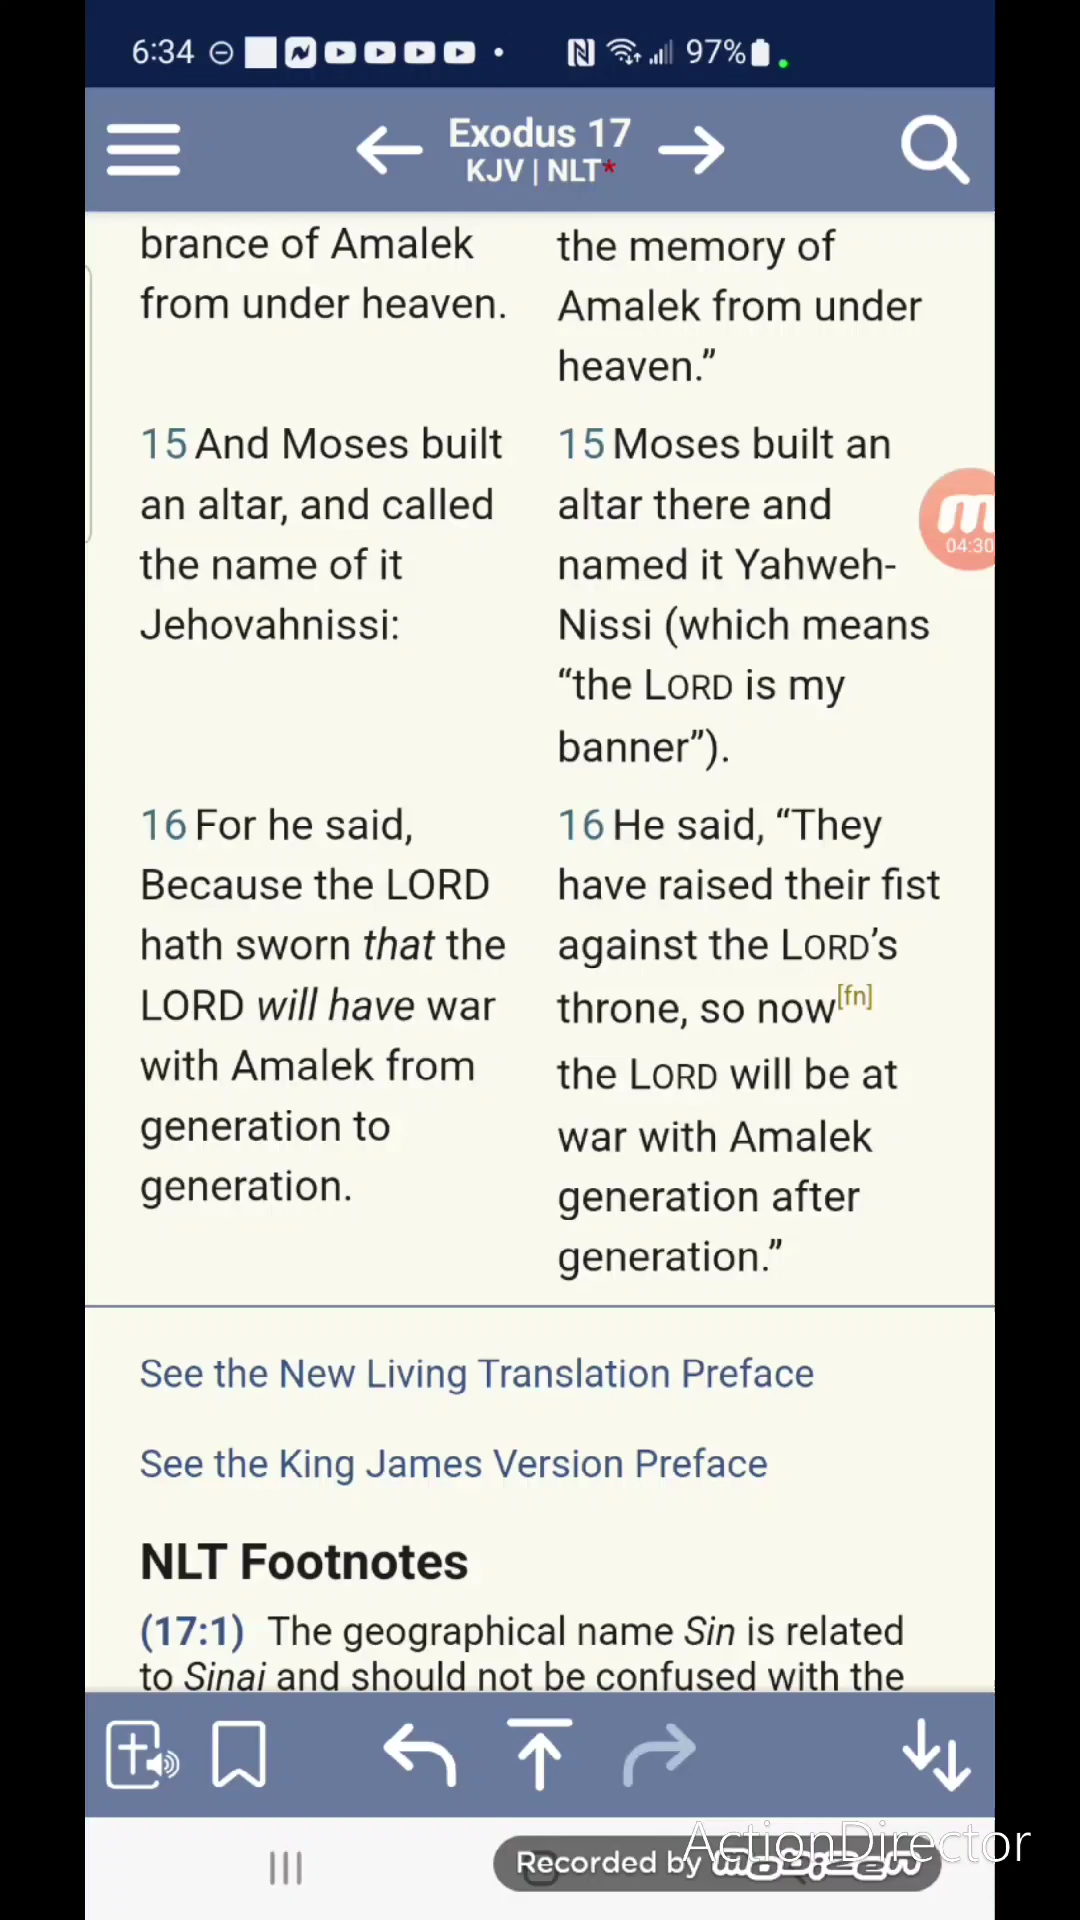 6:34
97%
Exodus 17
KJV | NLT*
brance of Amalek
from under heaven.
the memory of
Amalek from under
heaven.”
15 And Moses built
an altar, and called
the name of it
Jehovahnissi:
15 Moses built an
altar there and
named it Yahweh-
Nissi (which means
“the LORD is my
banner”).
04:30
16 For he said,
Because the LORD
hath sworn that the
LORD will have war
with Amalek from
generation to
generation.
16 He said, “They
have raised their fist
against the LORD’s
throne, so now[fn]
the LORD will be at
war with Amalek
generation after
generation.”
See the New Living Translation Preface
See the King James Version Preface
NLT Footnotes
(17:1) The geographical name Sin is related
to Sinai and should not be confused with the
ActionDirector
Recorded by mobizen